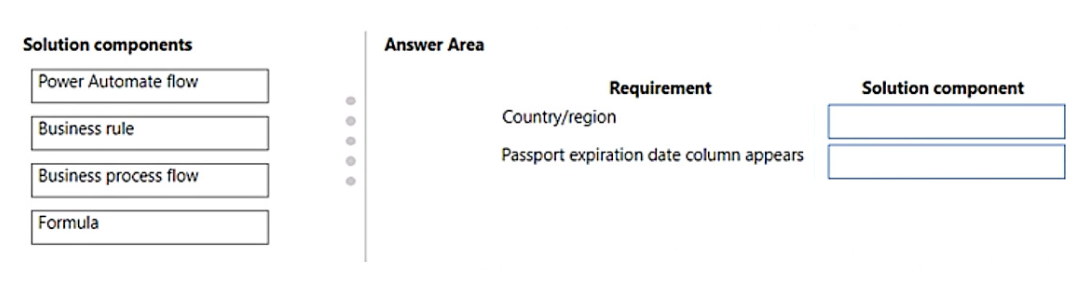 Solution components
Power Automate flow
Business rule
Business process flow
Formula
Answer Area
Requirement Solution component
Country/region
Passport expiration date column appears